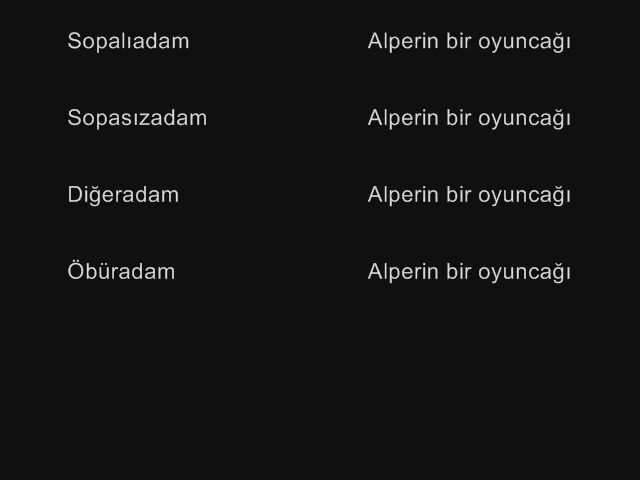 Sopalıadam Alperin bir oyuncağı
Sopasızadam Alperin bir oyuncağı
Diğeradam Alperin bir oyuncağı
Öbüradam Alperin bir oyuncağı